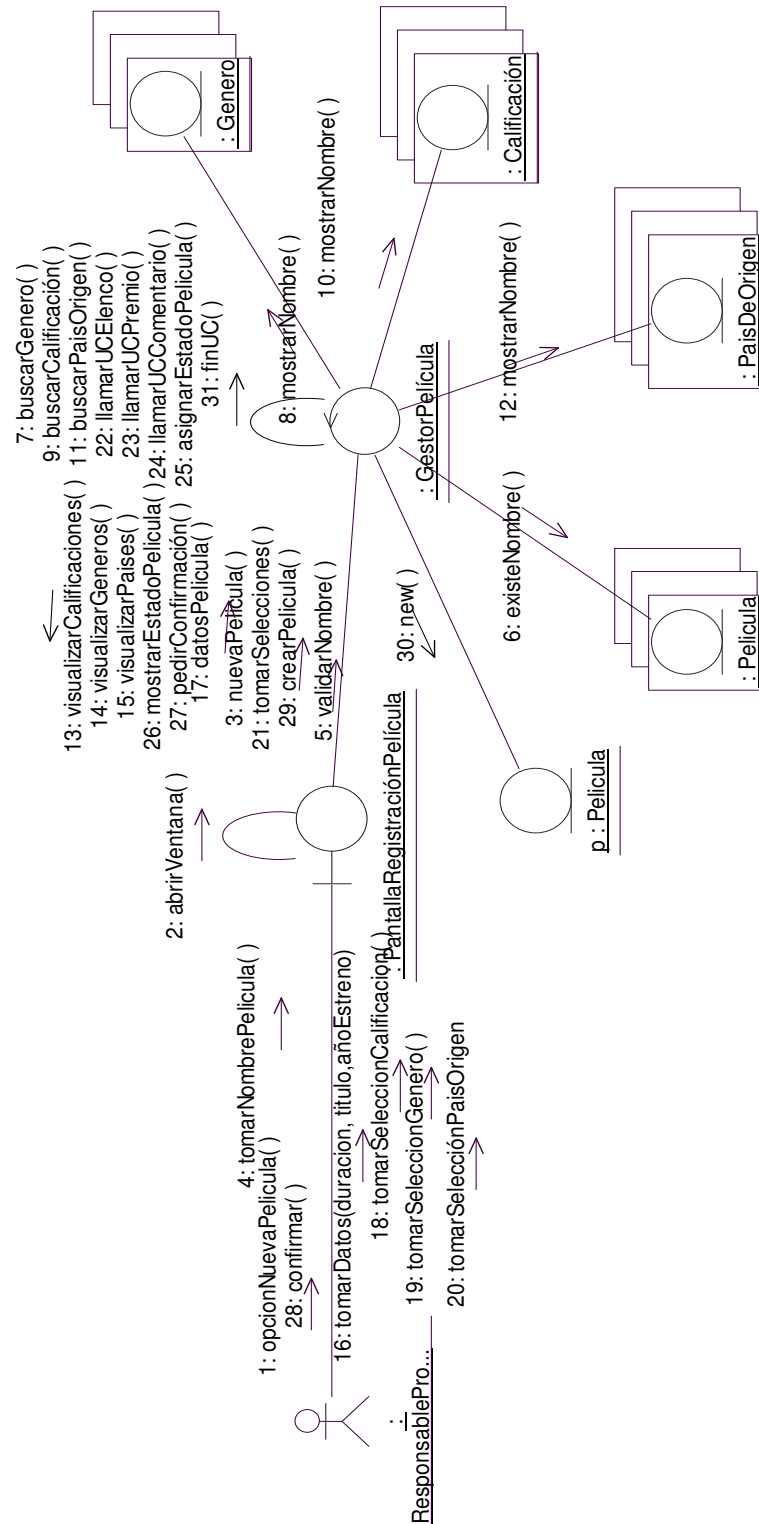 7: buscarGenero( )
9: buscarCalificación( )
11: buscarPaisOrigen( )
22: llamarUCElenco( )
23: llamarUCPremio( )
24: llamarUCComentario( )
25: asignarEstadoPelicula( )
31: finUC( )
8: mostrarNombre( )
: Genero
10: mostrarNombre( )
: Calificación
12: mostrarNombre( )
: PaisDeOrigen
: GestorPelícula
6: existeNombre( )
: Pelicula
13: visualizarCalificaciones( )
14: visualizarGeneros( )
15: visualizarPaises( )
26: mostrarEstadoPelicula( )
27: pedirConfirmación( )
17: datosPelicula( )
3: nuevaPelicula( )
21: tomarSelecciones( )
29: crearPelicula( )
5: validarNombre( )
30: new( )
p : Pelicula
2: abrirVentana( )
: PantallaRegistraciónPelícula
4: tomarNombrePelicula( )
1: opcionNuevaPelicula( )
28: confirmar( )
16: tomarDatos(duracion, titulo,añoEstreno)
18: tomarSeleccionCalificacion( )
19: tomarSeleccionGenero( )
20: tomarSelecciónPaisOrigen
:
ResponsablePro...